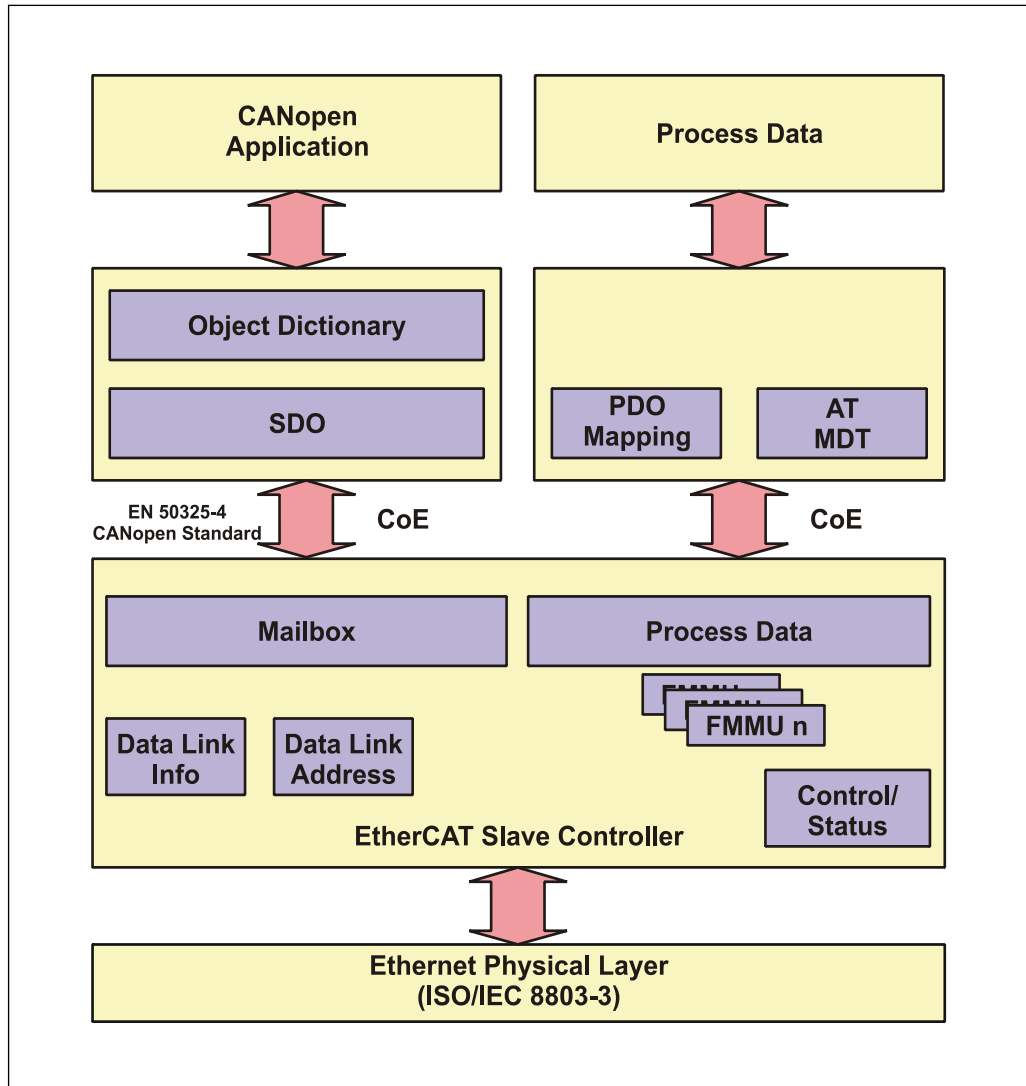 CANopen
Application
Process Data
Object Dictionary
SDO
PDO
Mapping
AT
MDT
EN 50325-4
CANopen Standard
CoE
CoE
Mailbox
Process Data
FMMU
FMMU
FMMU n
Data Link
Info
Data Link
Address
Control/
Status
EtherCAT Slave Controller
Ethernet Physical Layer
(ISO/IEC 8803-3)